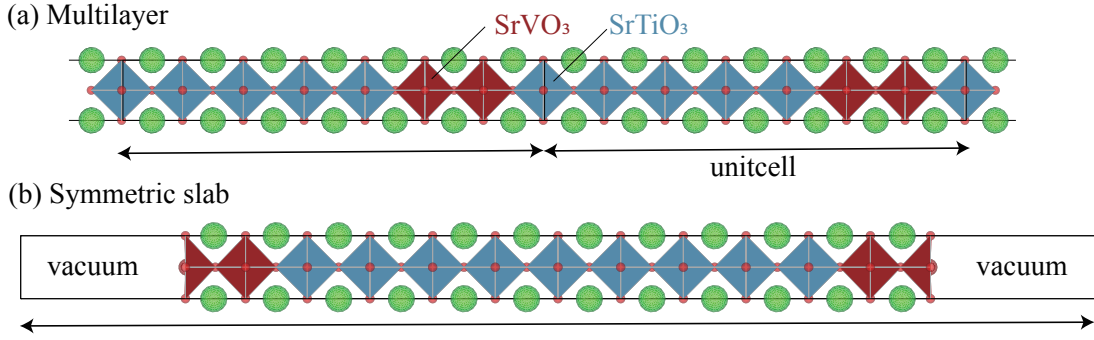 (a) Multilayer
SrVO₃ SrTiO₃
unitcell
(b) Symmetric slab
vacuum vacuum